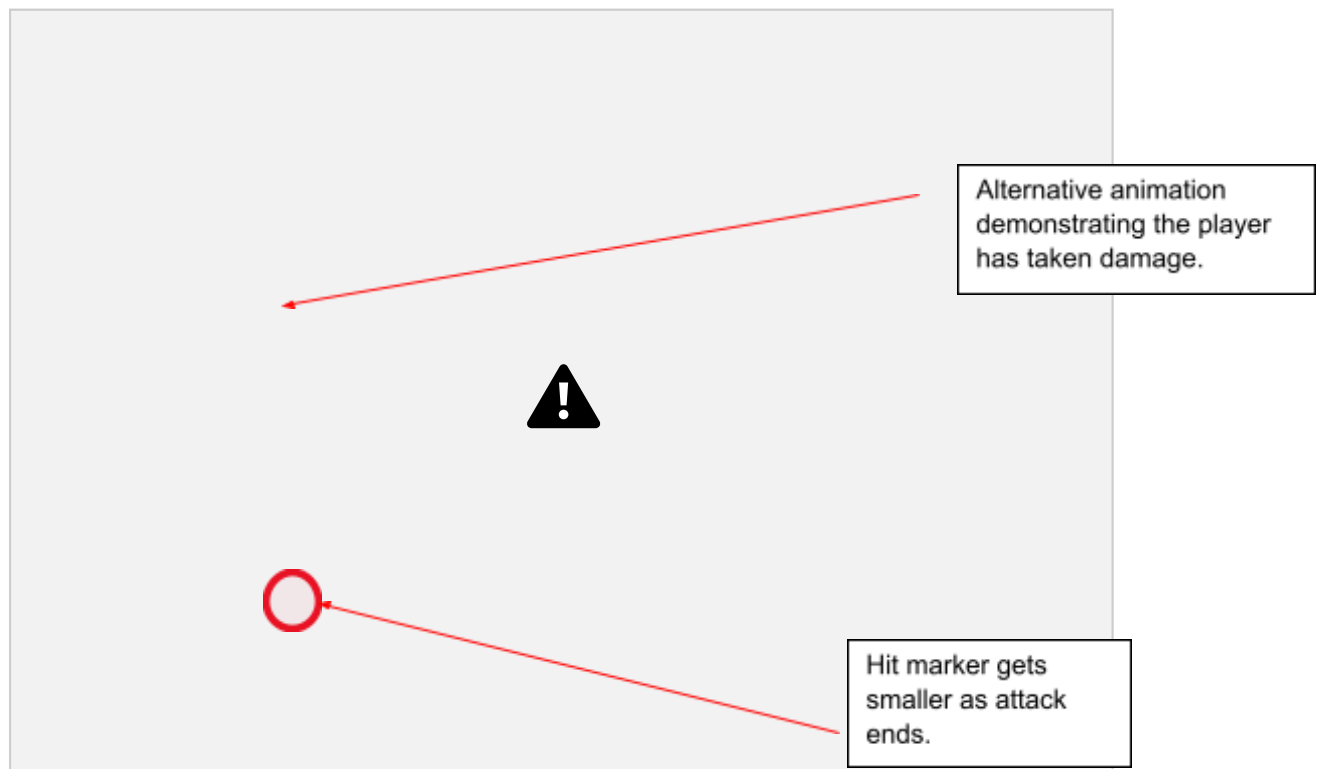 Alternative animation
demonstrating the player
has taken damage.
!
Hit marker gets
smaller as attack
ends.